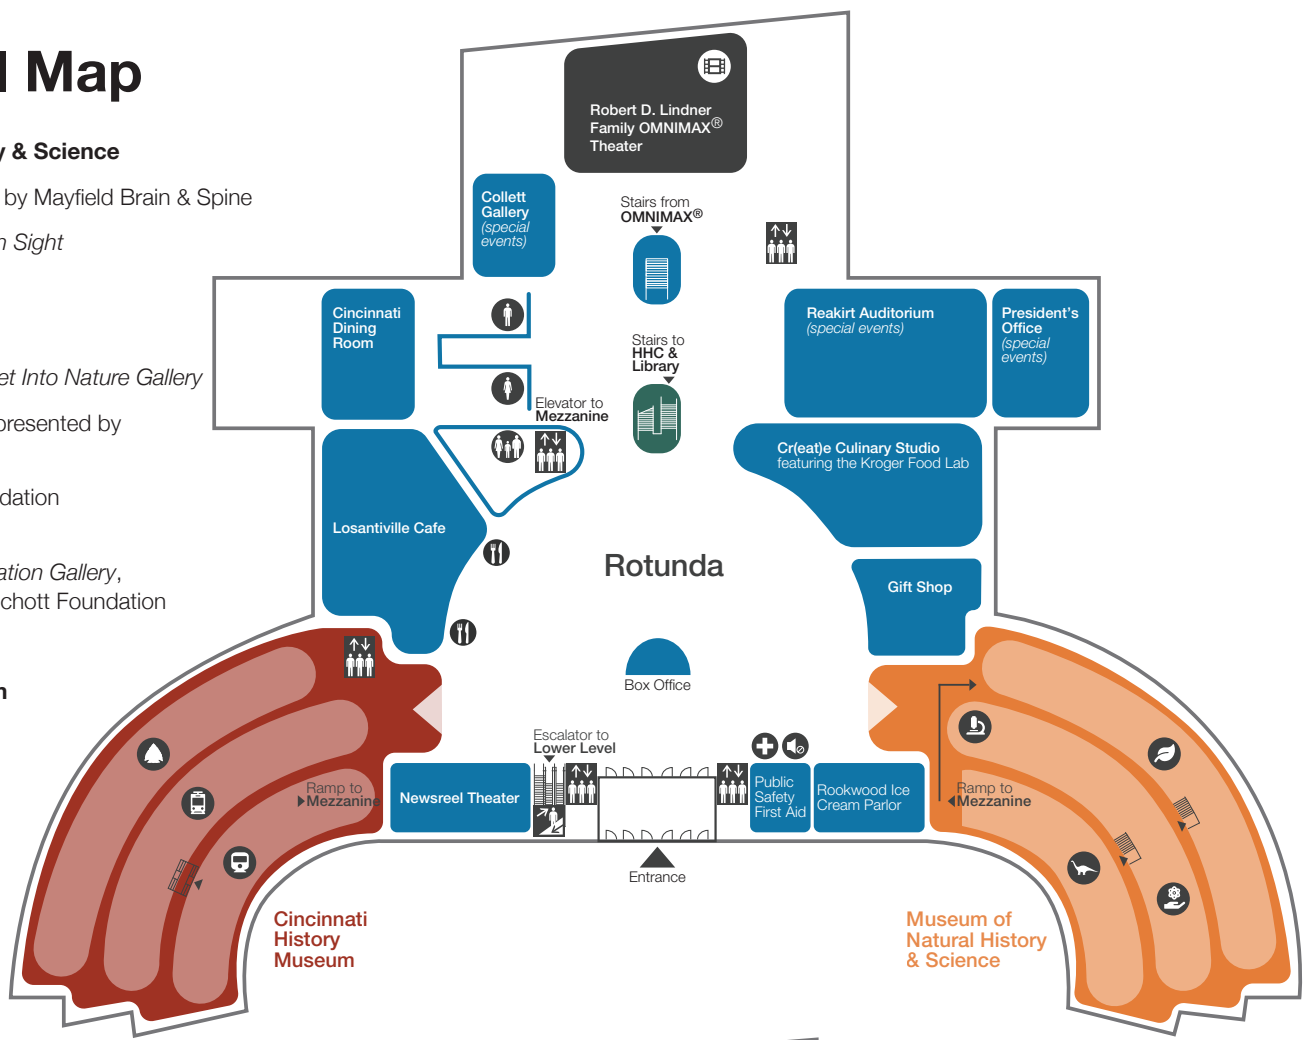 Map
& Science
by Mayfield Brain & Spine
Sight
Into Nature Gallery
presented by
Gallery,
Foundation
Robert D. Lindner
Family OMNIMAX®
Theater
Collett
Gallery
(special
events)
Stairs from
OMNIMAX®
Cincinnati
Dining
Room
Stairs to
HHC &
Library
Reakirt Auditorium
(special events)
President's
Office
(special
events)
Elevator to
Mezzanine
Cr(eat)e Culinary Studio
featuring the Kroger Food Lab
Losantiville Cafe
Rotunda
Gift Shop
Box Office
Escalator to
Lower Level
Ramp to
Mezzanine
Newsreel Theater
Public
Safety
First Aid
Rookwood Ice
Cream Parlor
Ramp to
Mezzanine
Entrance
Cincinnati
History
Museum
Museum of
Natural History
& Science